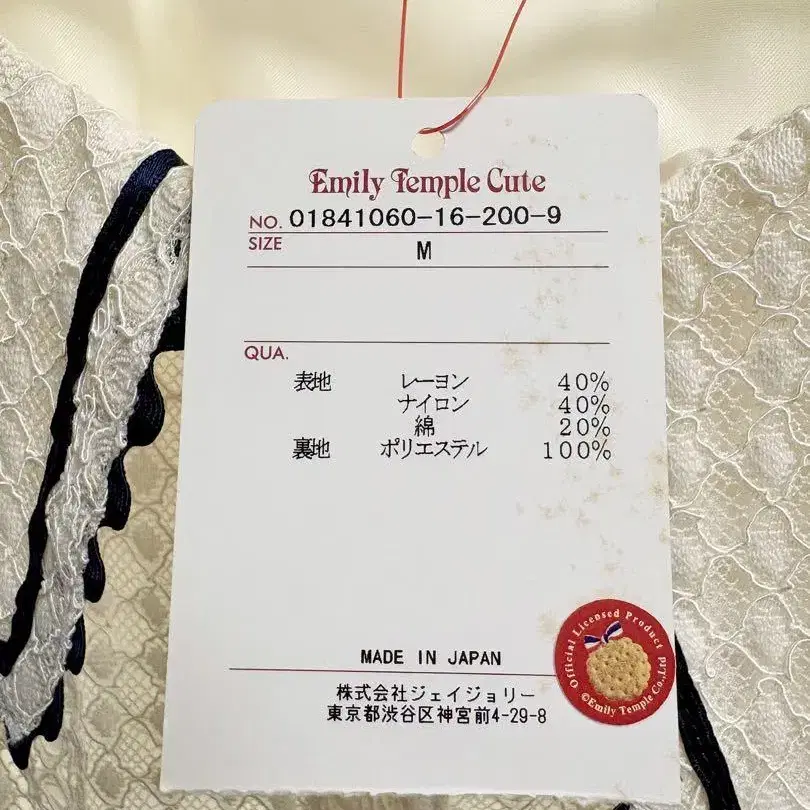 Emily Temple Cute
NO. 01841060-16-200-9
SIZE M
QUA.
表地 レーヨン 40%
ナイロン 40%
綿 20%
裏地 ポリエステル 100%
MADE IN JAPAN
株式会社ジェイジョリー
東京都渋谷区神宮前4-29-8
Official Licensed Product
©Emily Temple Co.,Ltd